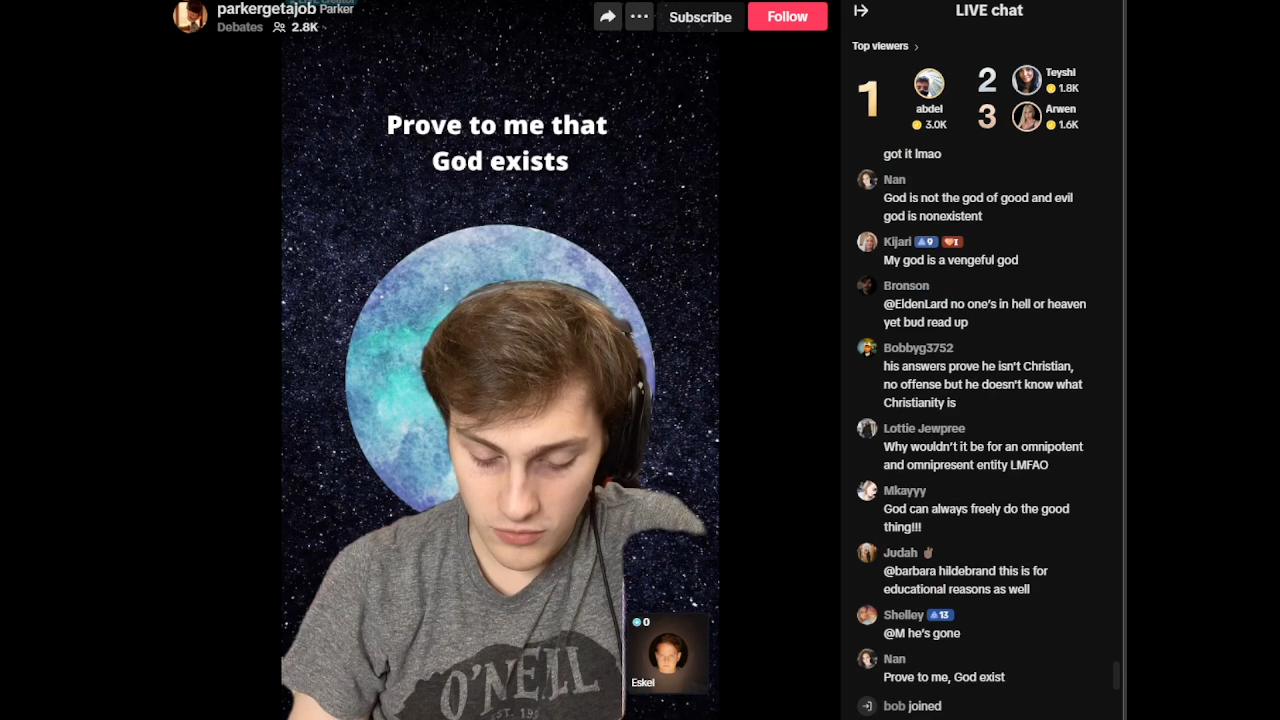 parkergetajob Parker
Debates 2.8K
Subscribe
Follow
Prove to me that
God exists
O'NEILL
EST.
0
Eskel
LIVE chat
Top viewers
1
abdel
3.0K
2
Teyshi
1.8K
3
Arwen
1.6K
got it lmao
Nan
God is not the god of good and evil
god is nonexistent
Kijari 9 I
My god is a vengeful god
Bronson
@EldenLard no one's in hell or heaven
yet bud read up
Bobbyg3752
his answers prove he isn't Christian,
no offense but he doesn't know what
Christianity is
Lottie Jewpree
Why wouldn't it be for an omnipotent
and omnipresent entity LMFAO
Mkayyy
God can always freely do the good
thing!!!
Judah
@barbara hildebrand this is for
educational reasons as well
Shelley 13
@M he's gone
Nan
Prove to me, God exist
bob joined